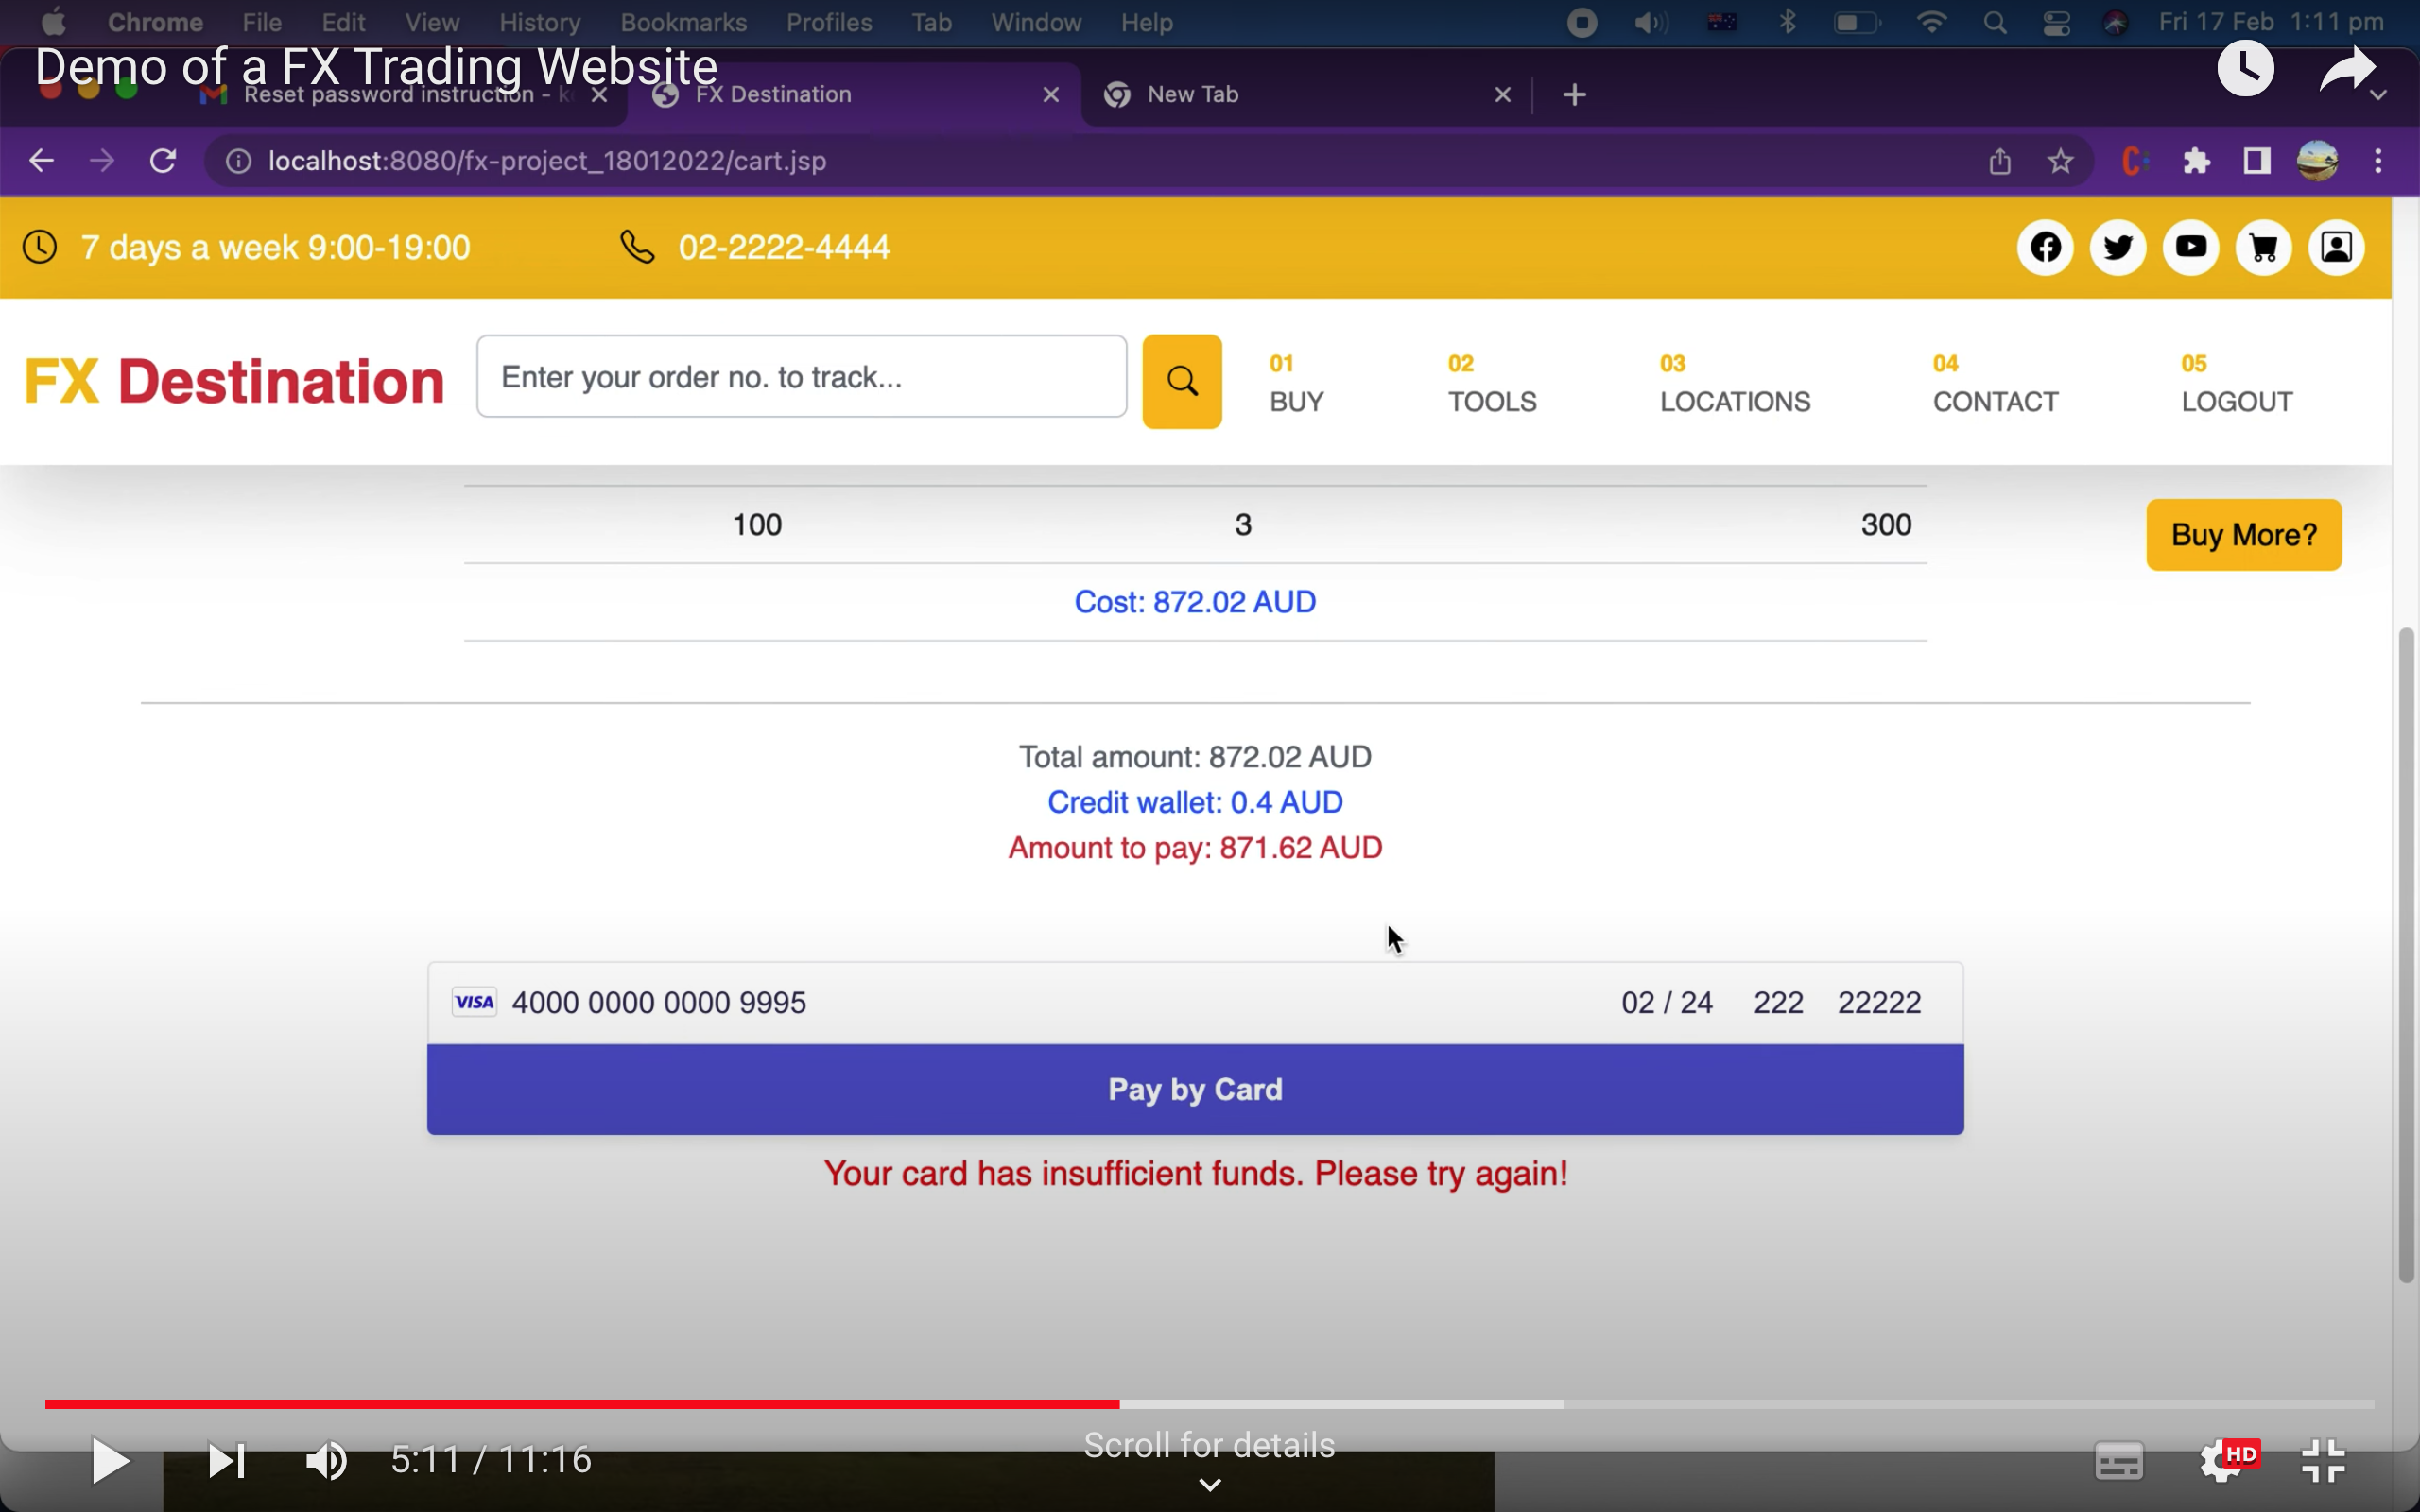 Chrome File Edit View History Bookmarks Profiles Tab Window Help Fri 17 Feb 1:11 pm
Demo of a FX Trading Website
Reset password instruction - FX Destination New Tab
localhost:8080/fx-project_18012022/cart.jsp
7 days a week 9:00-19:00 02-2222-4444
FX Destination Enter your order no. to track...
01 02 03 04 05
BUY TOOLS LOCATIONS CONTACT LOGOUT
100 3 300
Buy More?
Cost: 872.02 AUD
Total amount: 872.02 AUD
Credit wallet: 0.4 AUD
Amount to pay: 871.62 AUD
VISA 4000 0000 0000 9995 02 / 24 222 22222
Pay by Card
Your card has insufficient funds. Please try again!
Scroll for details
5:11 / 11:16 HD